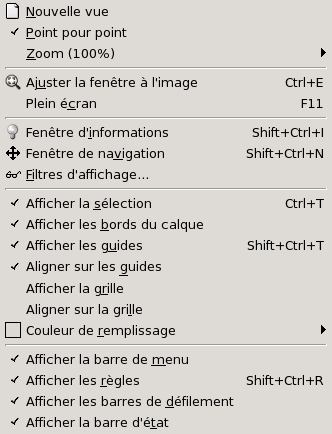 Nouvelle vue
Point pour point
Zoom (100%)
Ajuster la fenêtre à l'image Ctrl+E
Plein écran F11
Fenêtre d'informations Shift+Ctrl+I
Fenêtre de navigation Shift+Ctrl+N
Filtres d'affichage...
Afficher la sélection Ctrl+T
Afficher les bords du calque
Afficher les guides Shift+Ctrl+T
Aligner sur les guides
Afficher la grille
Aligner sur la grille
Couleur de remplissage
Afficher la barre de menu
Afficher les règles Shift+Ctrl+R
Afficher les barres de défilement
Afficher la barre d'état